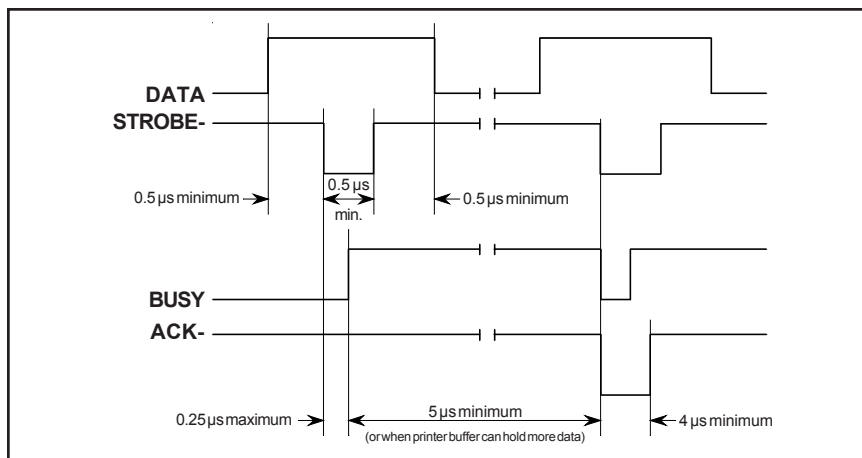 DATA
STROBE-
0.5 µs minimum
0.5 µs
min.
0.5 µs minimum
BUSY
ACK-
0.25 µs maximum
5 µs minimum
(or when printer buffer can hold more data)
4 µs minimum